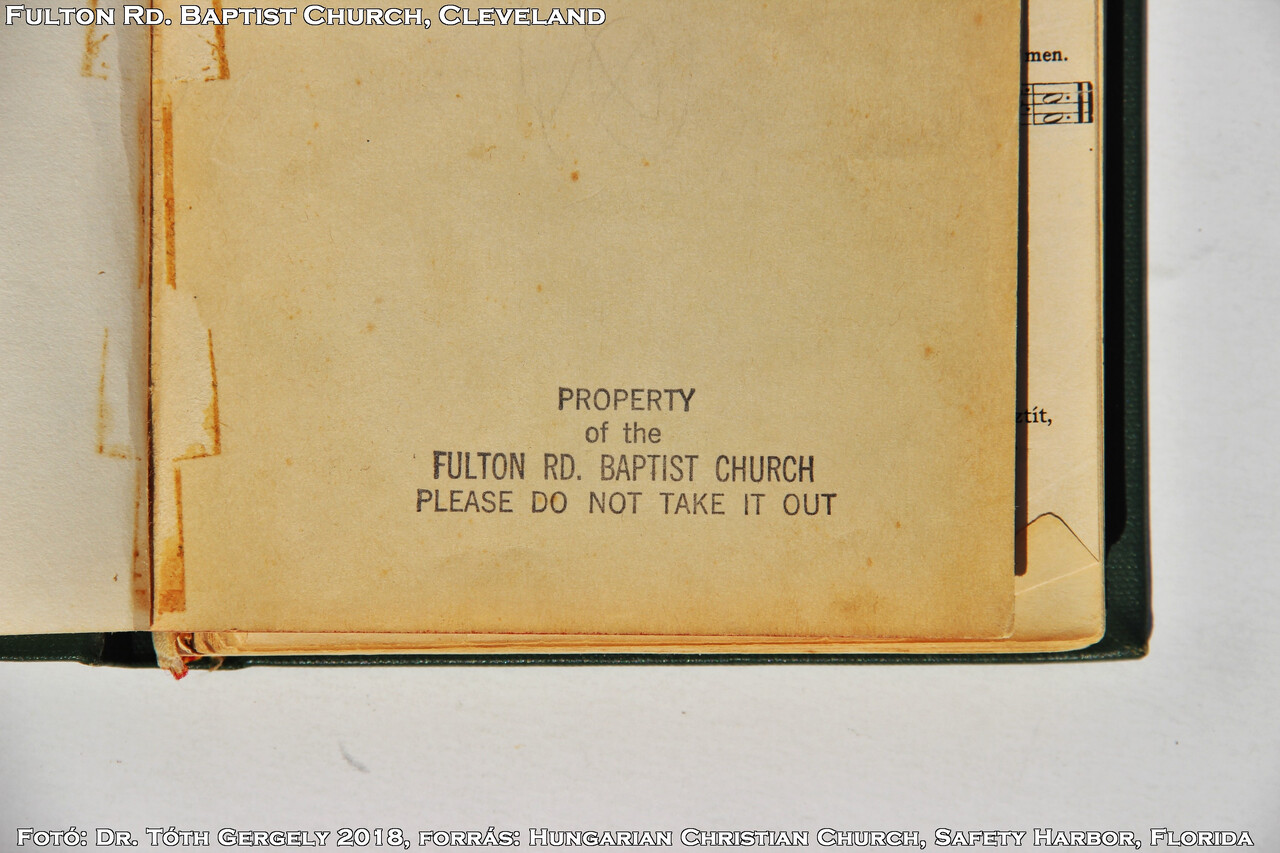 Fulton Rd. Baptist Church, Cleveland
men.
PROPERTY
of the
FULTON RD. BAPTIST CHURCH
PLEASE DO NOT TAKE IT OUT
ztít,
Fotó: Dr. Tóth Gergely 2018, forrás: Hungarian Christian Church, Safety Harbor, Florida